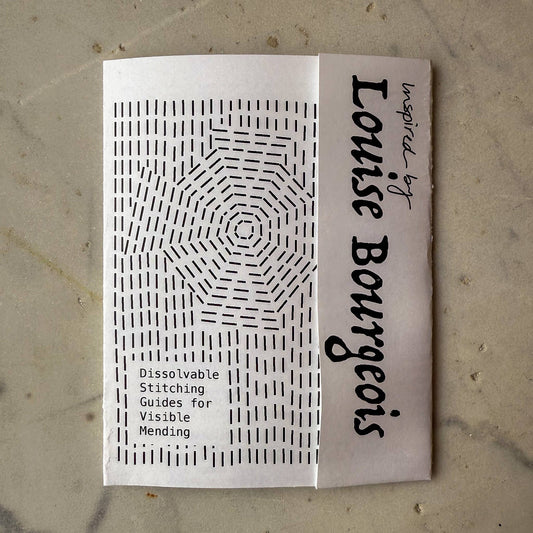 Inspired by
Louise Bourgeois
Dissolvable
Stitching
Guides for
Visible
Mending